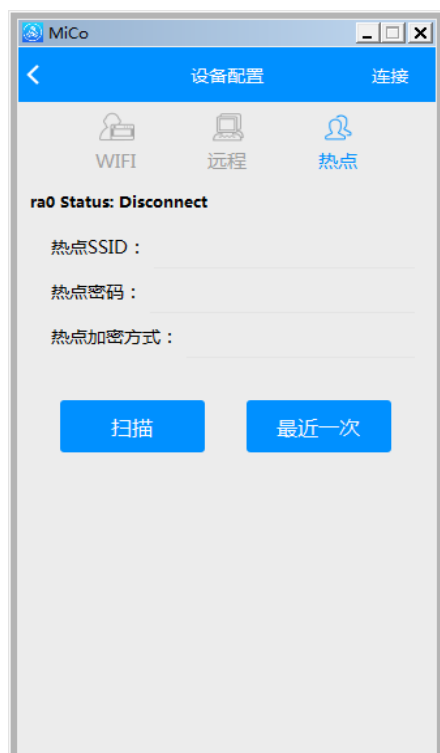 MiCo
设备配置 连接
WIFI 远程 热点
ra0 Status: Disconnect
热点SSID：
热点密码：
热点加密方式：
扫描 最近一次